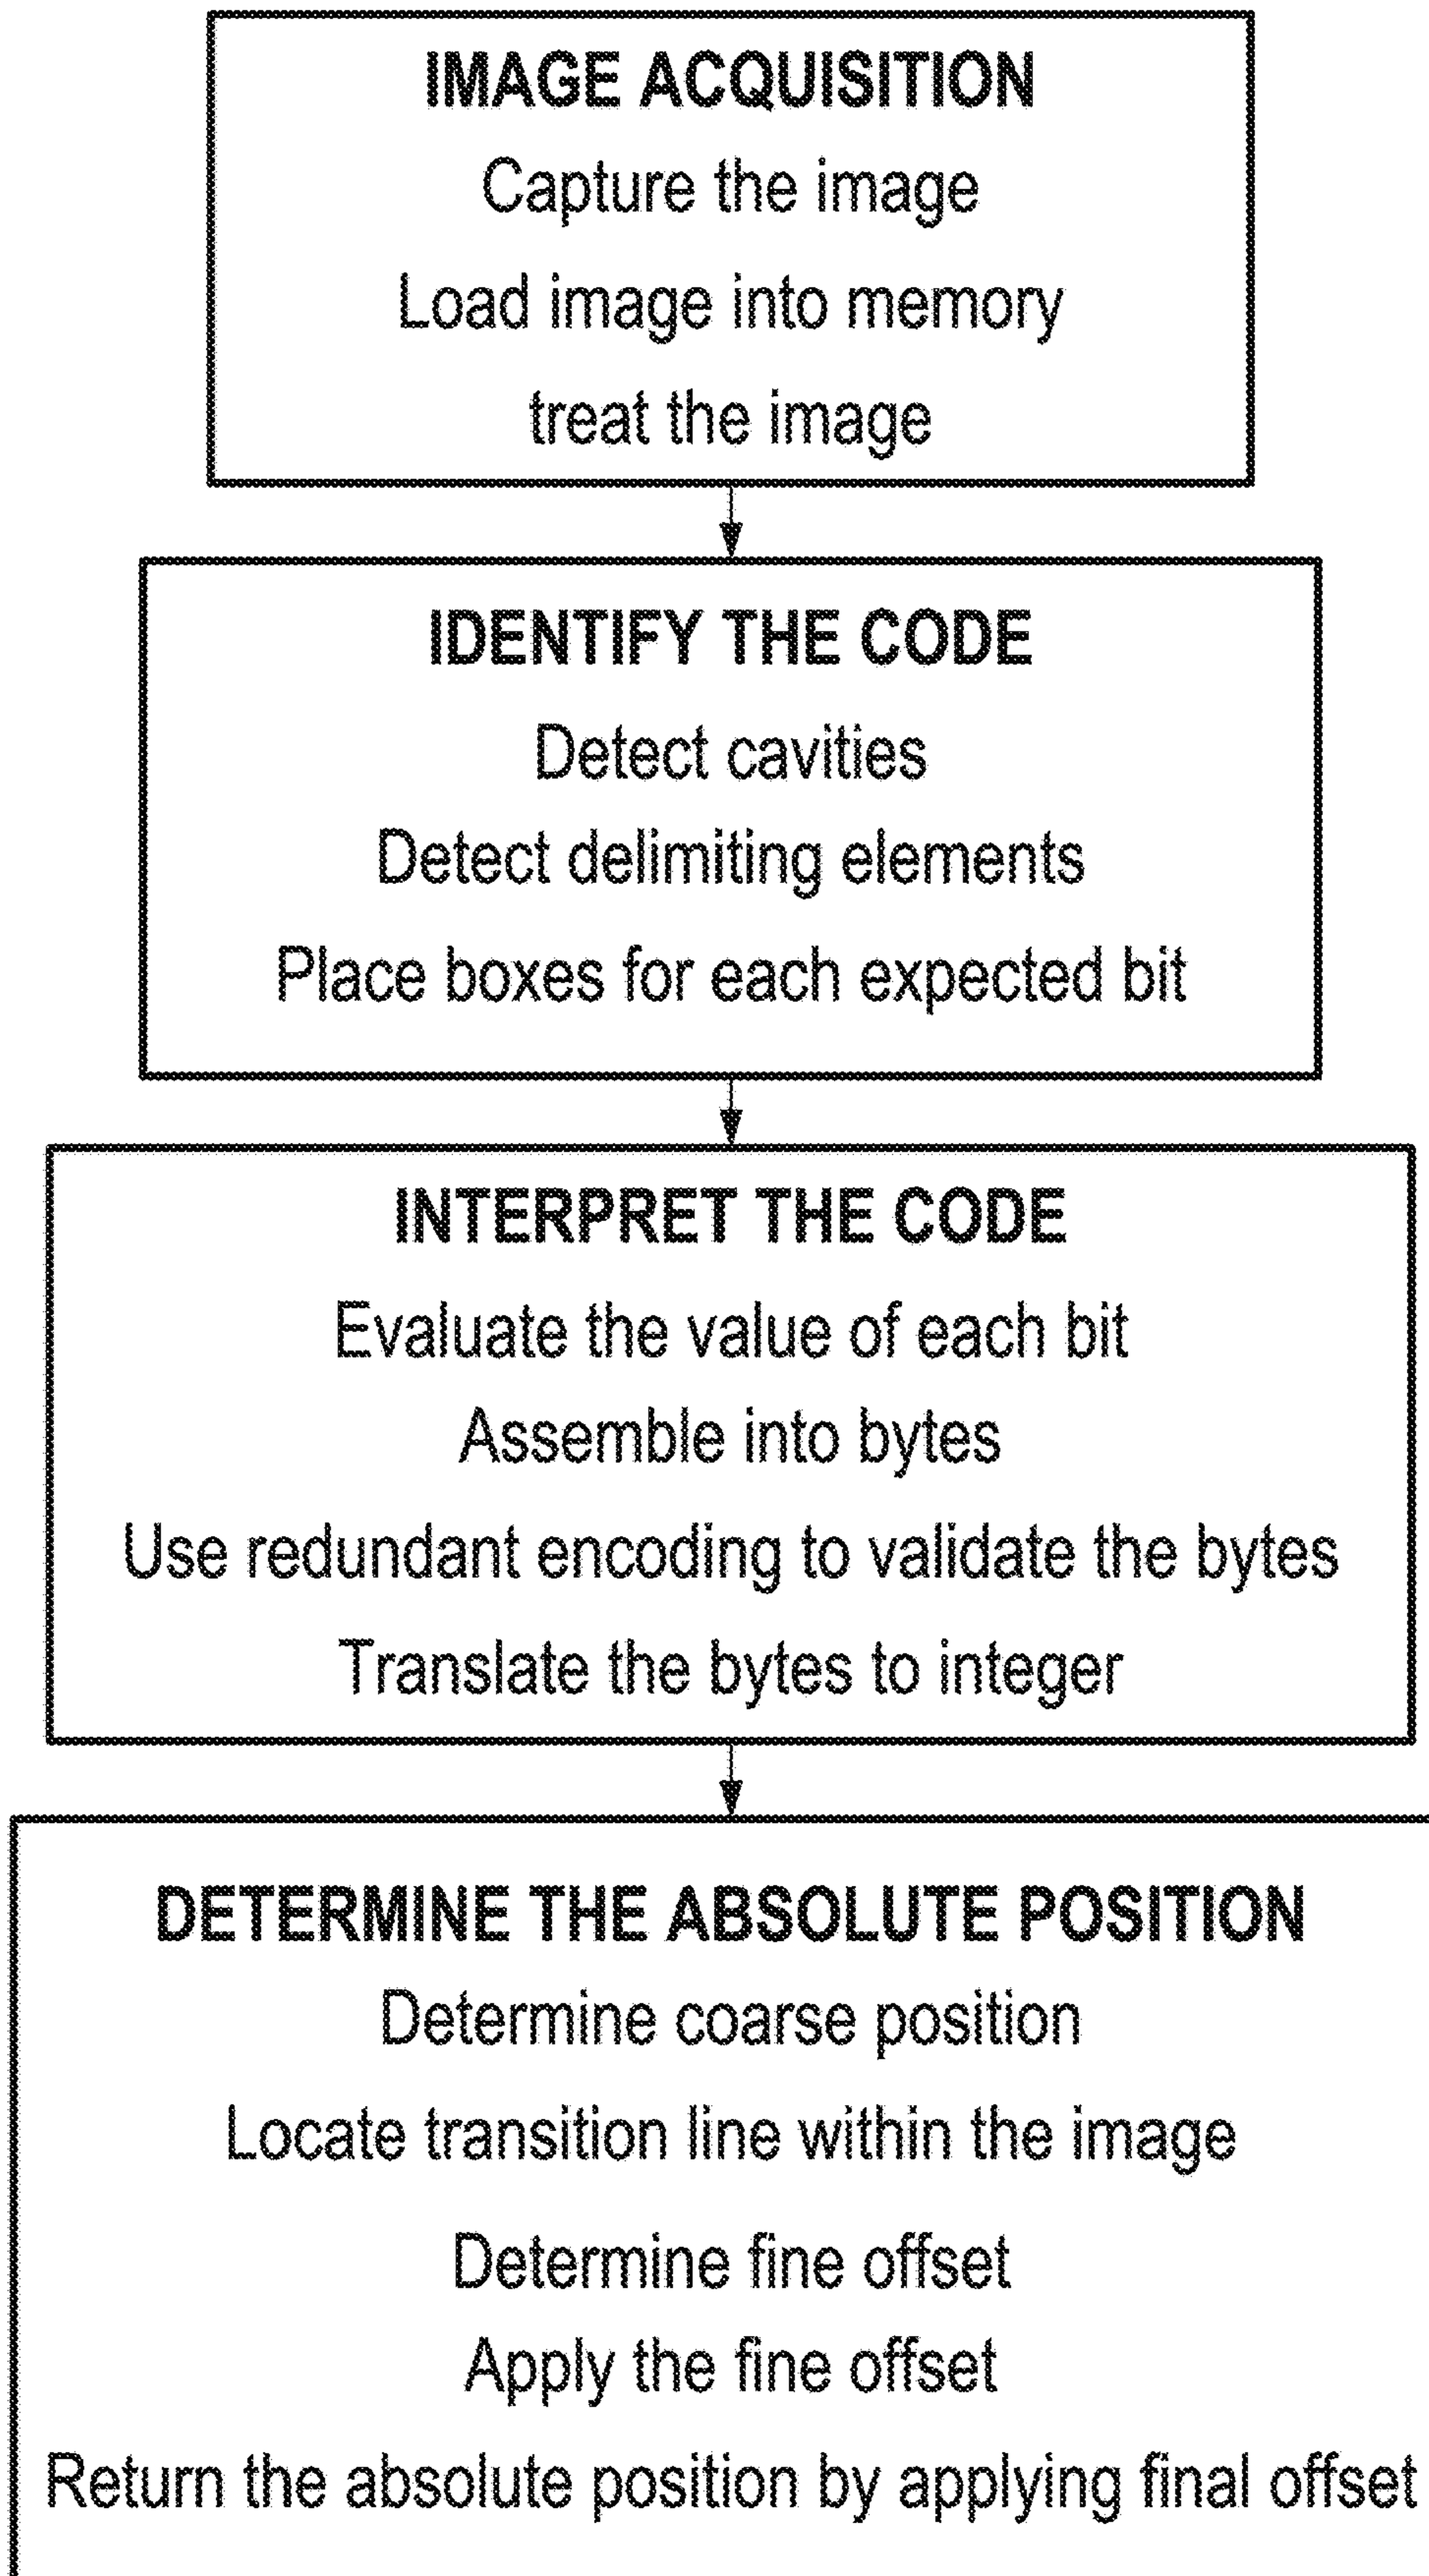 IMAGE ACQUISITION
Capture the image
Load image into memory
treat the image
IDENTIFY THE CODE
Detect cavities
Detect delimiting elements
Place boxes for each expected bit
INTERPRET THE CODE
Evaluate the value of each bit
Assemble into bytes
Use redundant encoding to validate the bytes
Translate the bytes to integer
DETERMINE THE ABSOLUTE POSITION
Determine coarse position
Locate transition line within the image
Determine fine offset
Apply the fine offset
Return the absolute position by applying final offset